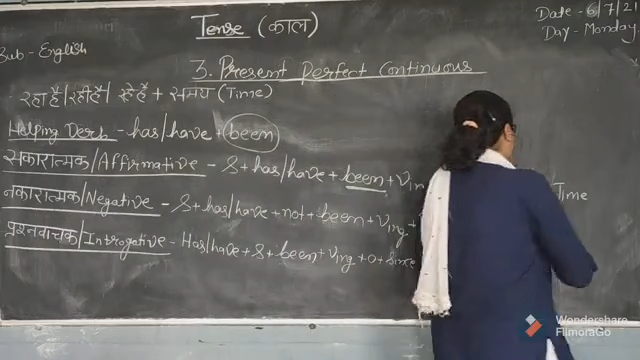 Tense (काल)
Date - 6/7/21
Day - Monday
Sub - English
3. Present Perfect Continuous
रहा है/रही है/ रहे हैं + समय (Time)
Helping Verb - has/have + been
सकारात्मक/Affirmative - S + has/have + been + Ving
नकारात्मक/Negative - S + has/have + not + been + Ving +
Time
प्रश्नवाचक/Introgative - Has/have + S + been + Ving + O + Since
Wondershare
FilmoraGo